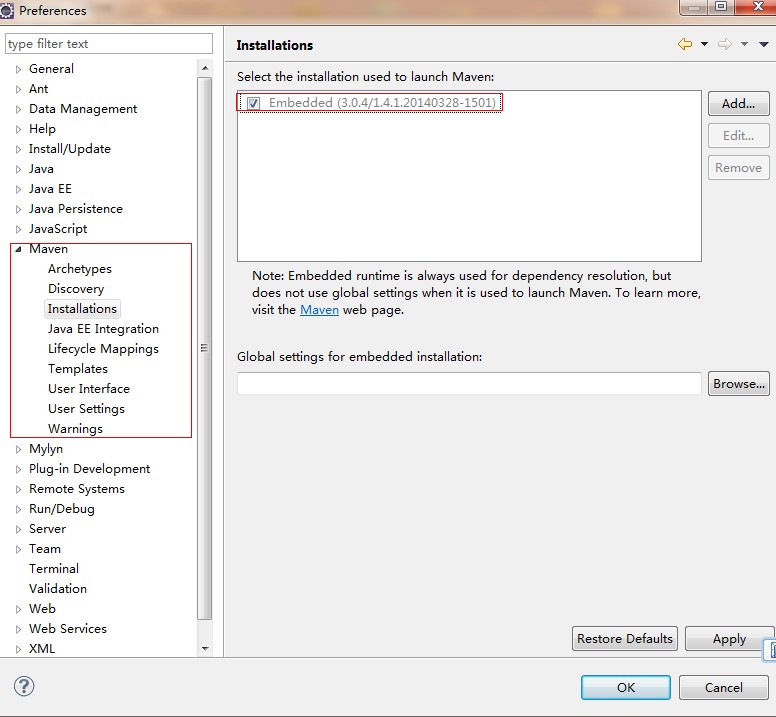 Preferences
type filter text
General
Ant
Data Management
Help
Install/Update
Java
Java EE
Java Persistence
JavaScript
Maven
Archetypes
Discovery
Installations
Java EE Integration
Lifecycle Mappings
Templates
User Interface
User Settings
Warnings
Mylyn
Plug-in Development
Remote Systems
Run/Debug
Server
Team
Terminal
Validation
Web
Web Services
XML
Installations
Select the installation used to launch Maven:
Embedded (3.0.4/1.4.1.20140328-1501)
Add...
Edit...
Remove
Note: Embedded runtime is always used for dependency resolution, but
does not use global settings when it is used to launch Maven. To learn more,
visit the Maven web page.
Global settings for embedded installation:
Browse...
Restore Defaults
Apply
OK
Cancel